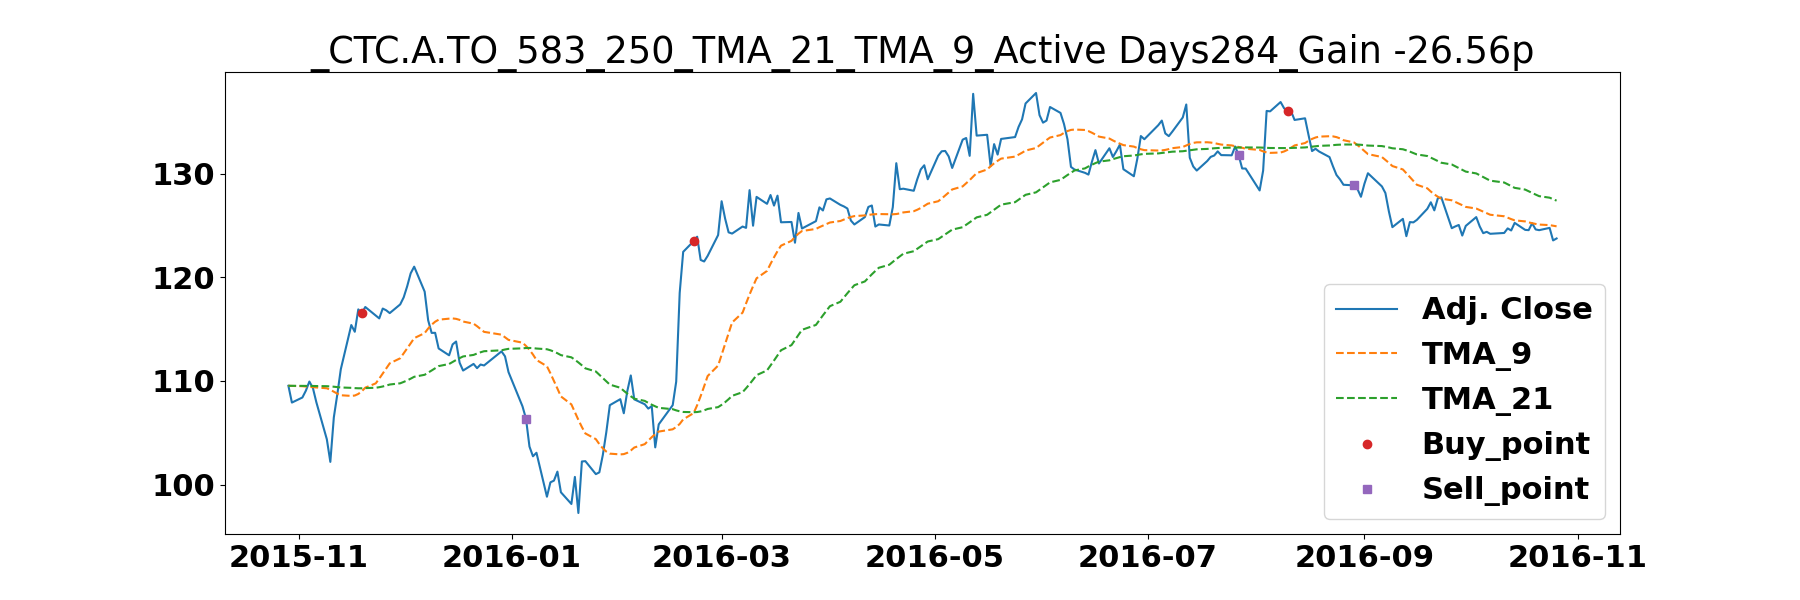 _CTC.A.TO_583_250_TMA_21_TMA_9_Active Days284_Gain -26.56p
130
120
110
100
Adj. Close
TMA_9
TMA_21
Buy_point
Sell_point
2015-11 2016-01 2016-03 2016-05 2016-07 2016-09 2016-11